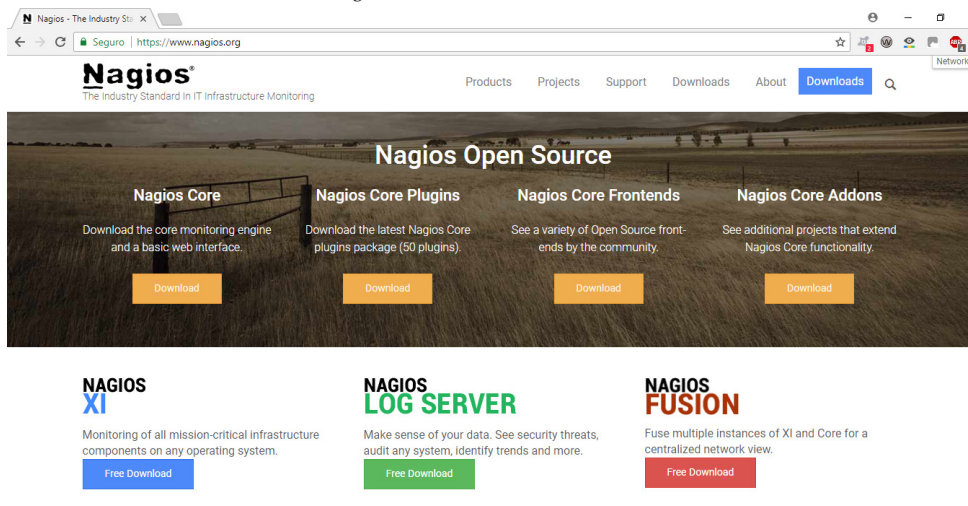 Nagios - The Industry Sta
Seguro | https://www.nagios.org
2
4
Network
Nagios®
The Industry Standard In IT Infrastructure Monitoring
Products Projects Support Downloads About Downloads
Nagios Open Source
Nagios Core
Download the core monitoring engine
and a basic web interface.
Download
Nagios Core Plugins
Download the latest Nagios Core
plugins package (50 plugins).
Download
Nagios Core Frontends
See a variety of Open Source front-
ends by the community.
Download
Nagios Core Addons
See additional projects that extend
Nagios Core functionality.
Download
NAGIOS
XI
Monitoring of all mission-critical infrastructure
components on any operating system.
Free Download
NAGIOS
LOG SERVER
Make sense of your data. See security threats,
audit any system, identify trends and more.
Free Download
NAGIOS
FUSION
Fuse multiple instances of XI and Core for a
centralized network view.
Free Download